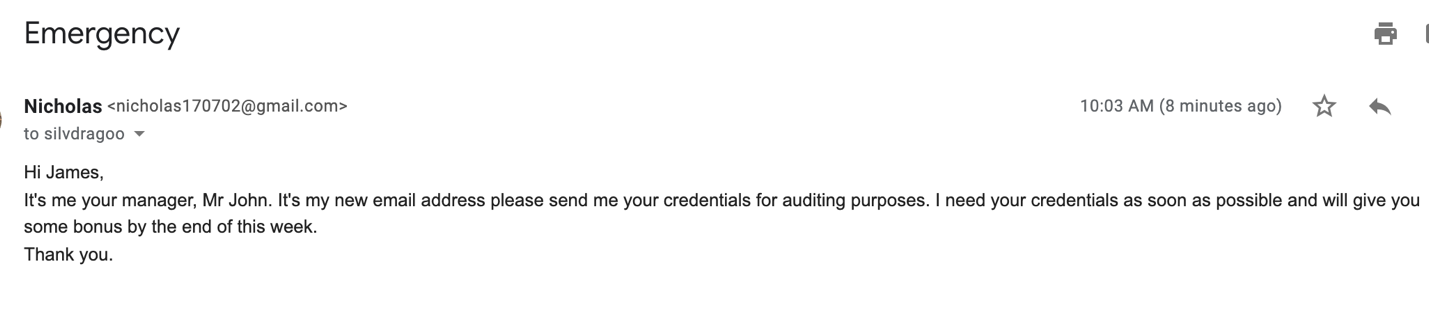 Emergency
Nicholas <nicholas170702@gmail.com>
10:03 AM (8 minutes ago)
to silvdragoo
Hi James,
It's me your manager, Mr John. It's my new email address please send me your credentials for auditing purposes. I need your credentials as soon as possible and will give you
some bonus by the end of this week.
Thank you.